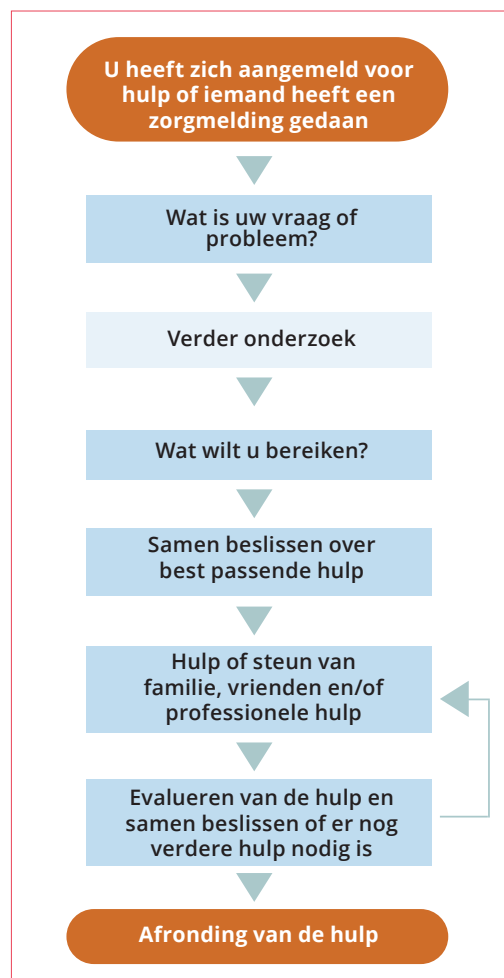 U heeft zich aangemeld voor
hulp of iemand heeft een
zorgmelding gedaan
Wat is uw vraag of
probleem?
Verder onderzoek
Wat wilt u bereiken?
Samen beslissen over
best passende hulp
Hulp of steun van
familie, vrienden en/of
professionele hulp
Evalueren van de hulp en
samen beslissen of er nog
verdere hulp nodig is
Afronding van de hulp